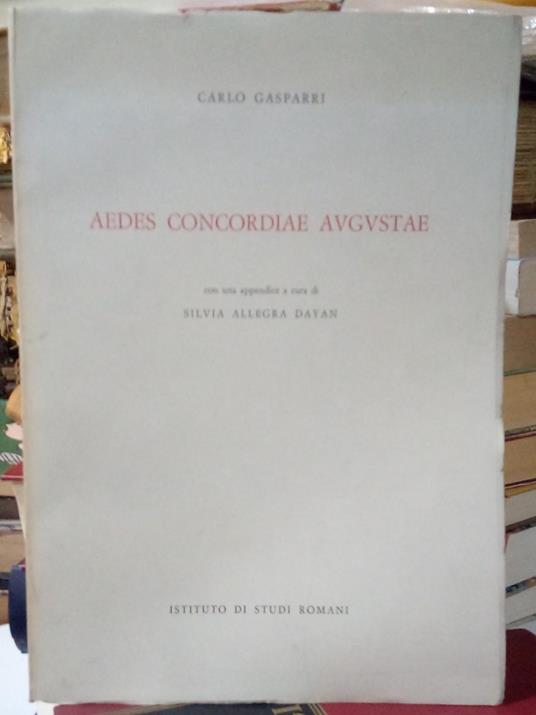 CARLO GASPARRI
AEDES CONCORDIAE AVGVSTAE
con una appendice a cura di
SILVIA ALLEGRA DAYAN
ISTITUTO DI STUDI ROMANI